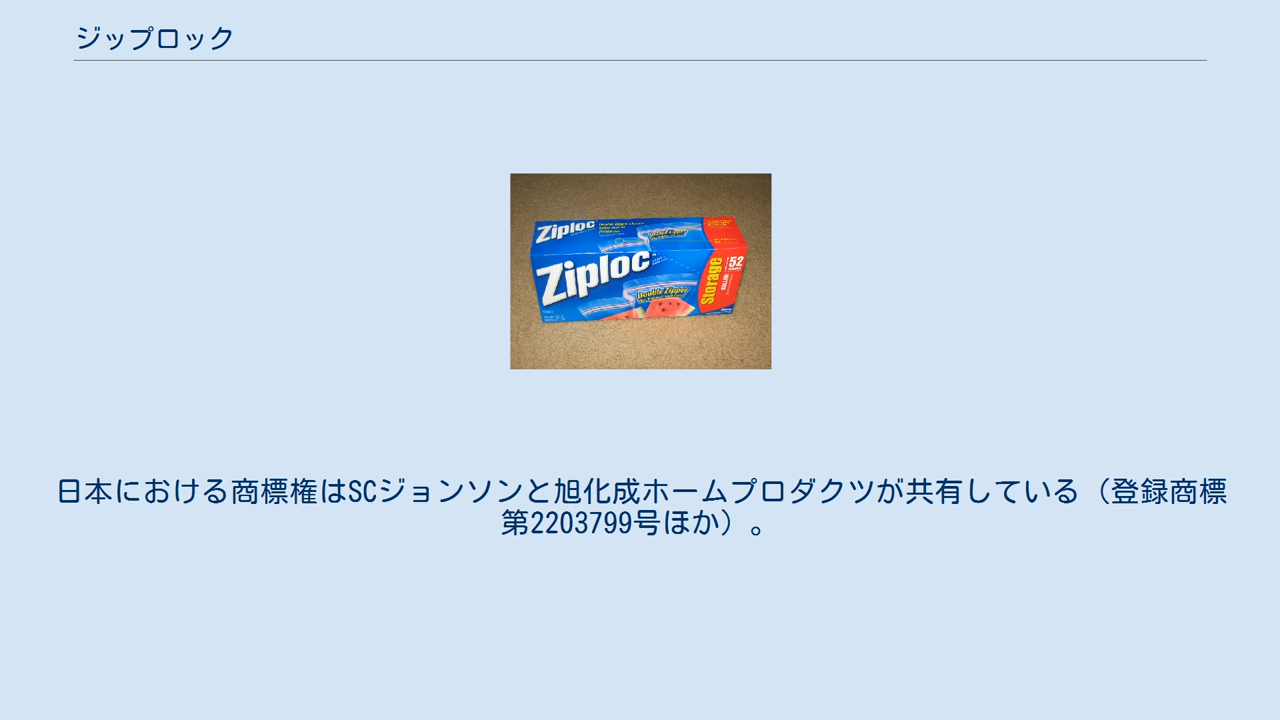 ジップロック
Ziploc
Ziploc
Double Zipper
Storage
52
日本における商標権はSCジョンソンと旭化成ホームプロダクツが共有している（登録商標
第2203799号ほか）。